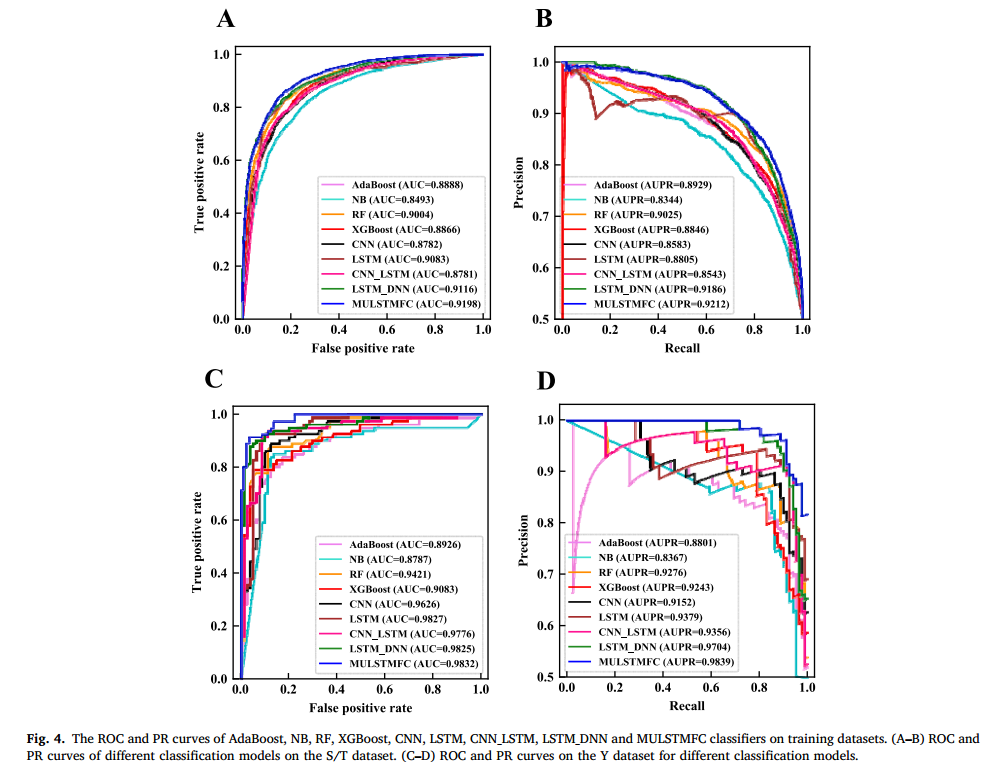 A
B
1.0
0.8
0.6
0.4
0.2
0.0
True positive rate
AdaBoost (AUC=0.8888)
NB (AUC=0.8493)
RF (AUC=0.9004)
XGBoost (AUC=0.8866)
CNN (AUC=0.8782)
LSTM (AUC=0.9083)
CNN_LSTM (AUC=0.8781)
LSTM_DNN (AUC=0.9116)
MULSTMFC (AUC=0.9198)
0.0 0.2 0.4 0.6 0.8 1.0
False positive rate
1.0
0.9
0.8
0.7
0.6
0.5
Precision
AdaBoost (AUPR=0.8929)
NB (AUPR=0.8344)
RF (AUPR=0.9025)
XGBoost (AUPR=0.8846)
CNN (AUPR=0.8583)
LSTM (AUPR=0.8805)
CNN_LSTM (AUPR=0.8543)
LSTM_DNN (AUPR=0.9186)
MULSTMFC (AUPR=0.9212)
0.0 0.2 0.4 0.6 0.8 1.0
Recall
C
D
1.0
0.8
0.6
0.4
0.2
0.0
True positive rate
AdaBoost (AUC=0.8926)
NB (AUC=0.8787)
RF (AUC=0.9421)
XGBoost (AUC=0.9083)
CNN (AUC=0.9626)
LSTM (AUC=0.9827)
CNN_LSTM (AUC=0.9776)
LSTM_DNN (AUC=0.9825)
MULSTMFC (AUC=0.9832)
0.0 0.2 0.4 0.6 0.8 1.0
False positive rate
1.0
0.9
0.8
0.7
0.6
0.5
Precision
AdaBoost (AUPR=0.8801)
NB (AUPR=0.8367)
RF (AUPR=0.9276)
XGBoost (AUPR=0.9243)
CNN (AUPR=0.9152)
LSTM (AUPR=0.9379)
CNN_LSTM (AUPR=0.9356)
LSTM_DNN (AUPR=0.9704)
MULSTMFC (AUPR=0.9839)
0.0 0.2 0.4 0.6 0.8 1.0
Recall
Fig. 4. The ROC and PR curves of AdaBoost, NB, RF, XGBoost, CNN, LSTM, CNN_LSTM, LSTM_DNN and MULSTMFC classifiers on training datasets. (A–B) ROC and
PR curves of different classification models on the S/T dataset. (C–D) ROC and PR curves on the Y dataset for different classification models.